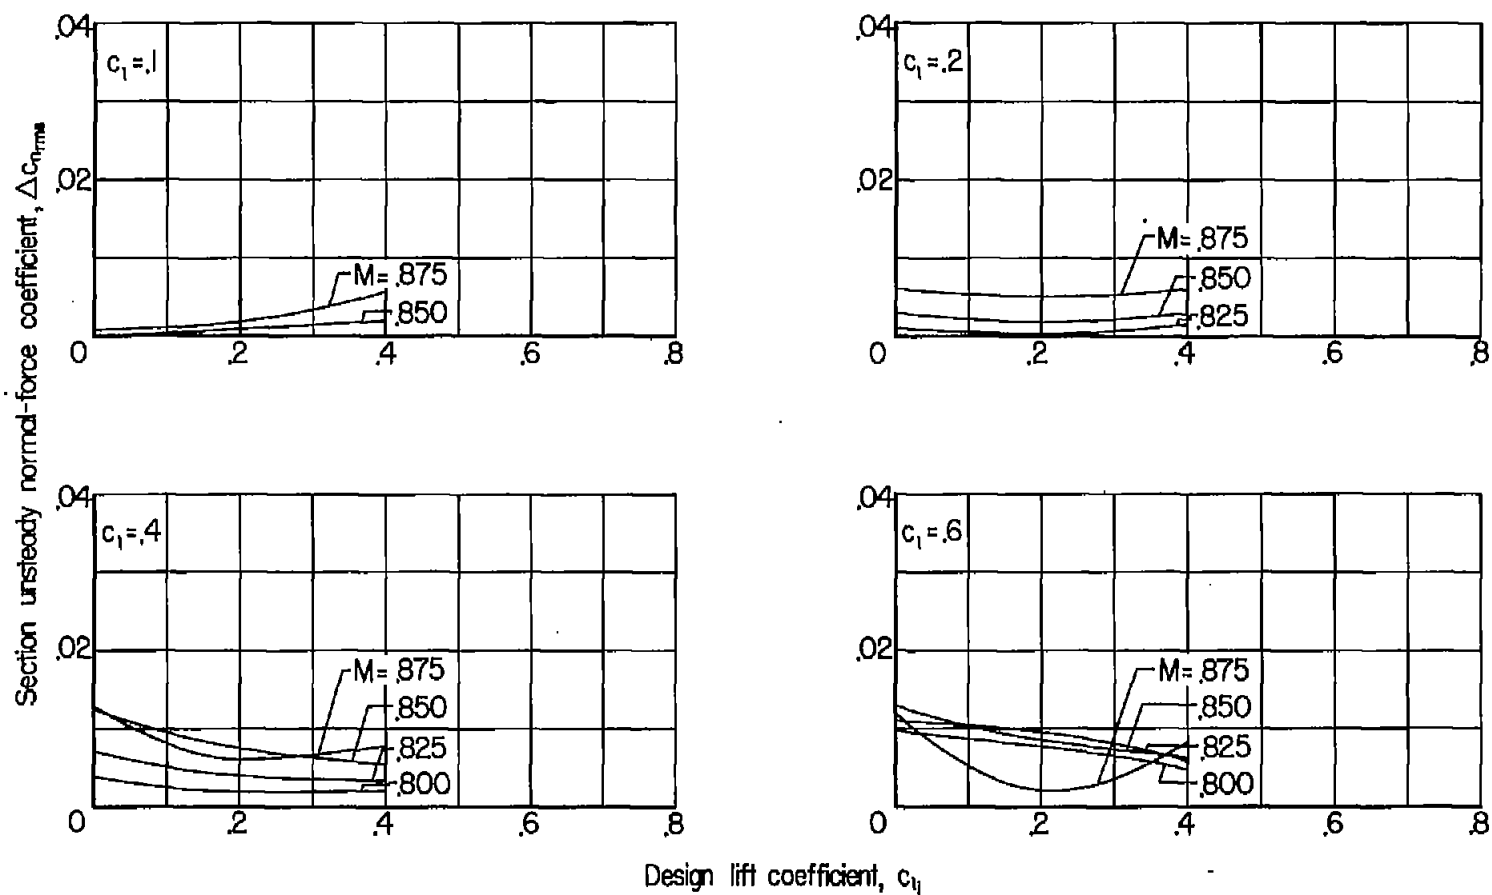 Section unsteady normal-force coefficient, Δc_n_rms
.04
c_l=.1
.02
M=.875
.850
0 .2 .4 .6 .8
.04
c_l=.2
.02
M=.875
.850
.825
0 .2 .4 .6 .8
.04
c_l=.4
.02
M=.875
.850
.825
.800
0 .2 .4 .6 .8
.04
c_l=.6
.02
M=.875
.850
.825
.800
0 .2 .4 .6 .8
Design lift coefficient, c_l_i